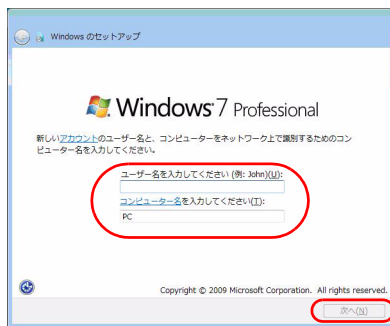 Windows のセットアップ
Windows 7 Professional
新しいアカウントのユーザー名と、コンピューターをネットワーク上で識別するためのコン
ピューター名を入力してください。
ユーザー名を入力してください (例: John)(U):
コンピューター名を入力してください(T):
PC
Copyright © 2009 Microsoft Corporation. All rights reserved.
次へ(N)